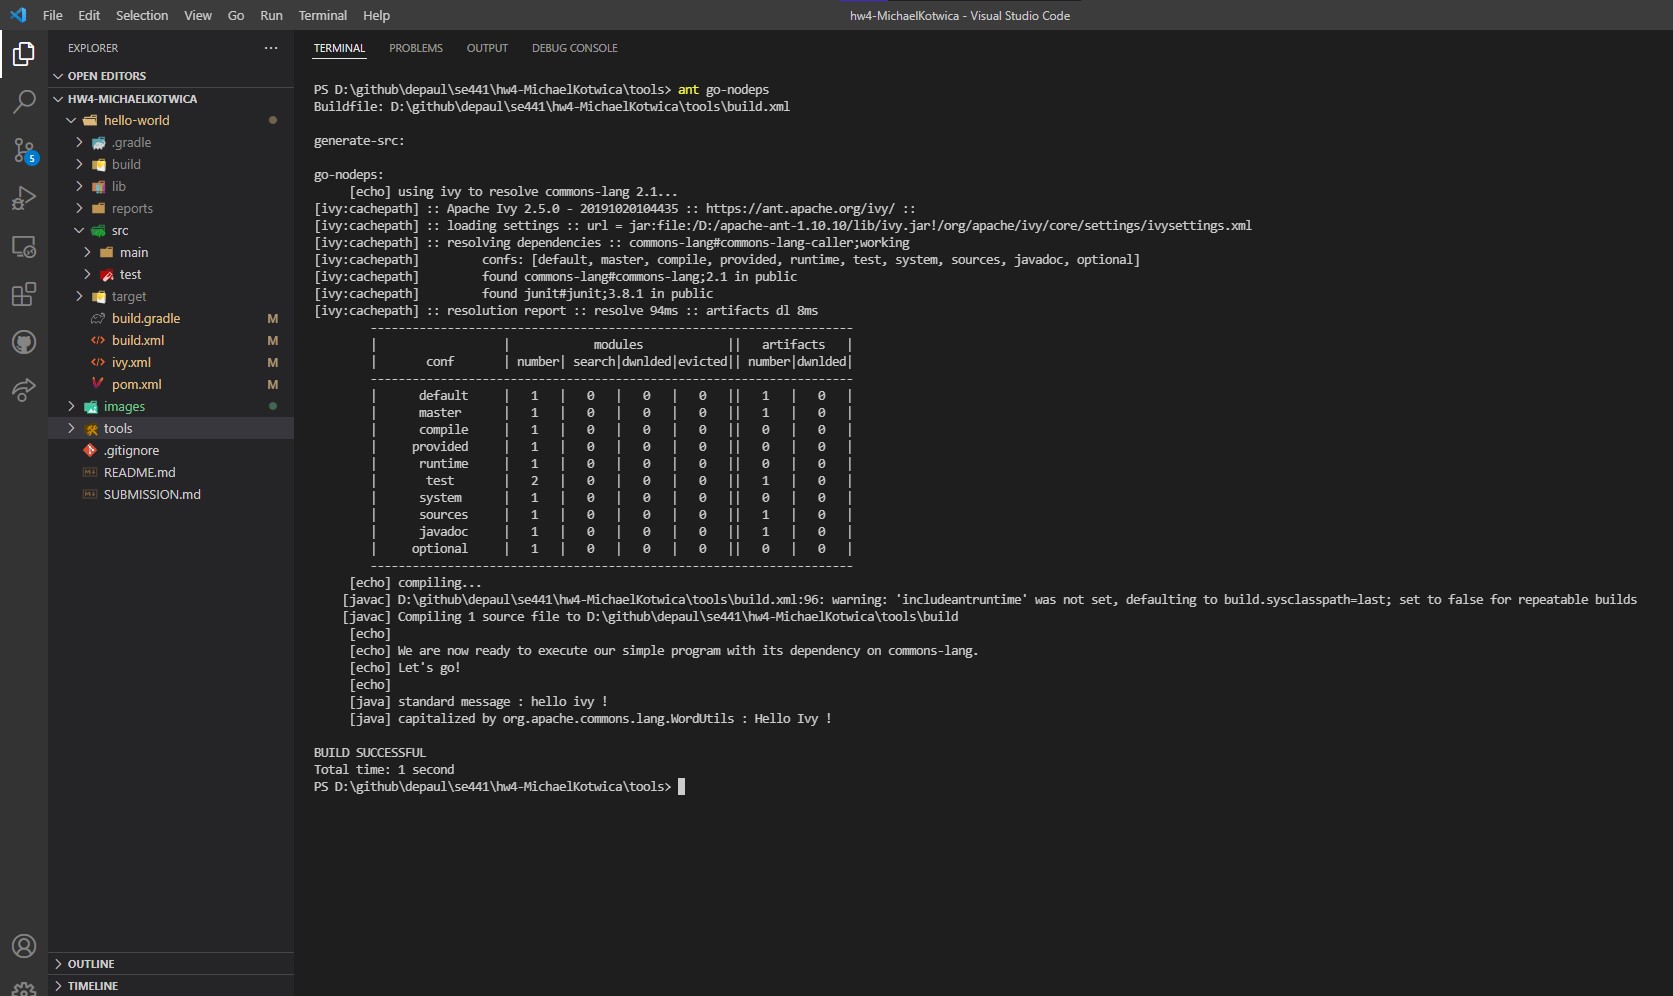 File Edit Selection View Go Run Terminal Help
hw4-MichaelKotwica - Visual Studio Code
EXPLORER
OPEN EDITORS
HW4-MICHAELKOTWICA
hello-world
.gradle
build
lib
reports
src
main
test
target
build.gradle M
build.xml M
ivy.xml M
pom.xml M
images
tools
.gitignore
README.md
SUBMISSION.md
OUTLINE
TIMELINE
5
TERMINAL PROBLEMS OUTPUT DEBUG CONSOLE
PS D:\github\depaul\se441\hw4-MichaelKotwica\tools> ant go-nodeps
Buildfile: D:\github\depaul\se441\hw4-MichaelKotwica\tools\build.xml
generate-src:
go-nodeps:
[echo] using ivy to resolve commons-lang 2.1...
[ivy:cachepath] :: Apache Ivy 2.5.0 - 20191020104435 :: https://ant.apache.org/ivy/ ::
[ivy:cachepath] :: loading settings :: url = jar:file:/D:/apache-ant-1.10.10/lib/ivy.jar!/org/apache/ivy/core/settings/ivysettings.xml
[ivy:cachepath] :: resolving dependencies :: commons-lang#commons-lang-caller;working
[ivy:cachepath] confs: [default, master, compile, provided, runtime, test, system, sources, javadoc, optional]
[ivy:cachepath] found commons-lang#commons-lang;2.1 in public
[ivy:cachepath] found junit#junit;3.8.1 in public
[ivy:cachepath] :: resolution report :: resolve 94ms :: artifacts dl 8ms
---------------------------------------------------------------------
| | modules || artifacts |
| conf | number| search|dwnlded|evicted|| number|dwnlded|
---------------------------------------------------------------------
| default | 1 | 0 | 0 | 0 || 1 | 0 |
| master | 1 | 0 | 0 | 0 || 1 | 0 |
| compile | 1 | 0 | 0 | 0 || 0 | 0 |
| provided | 1 | 0 | 0 | 0 || 0 | 0 |
| runtime | 1 | 0 | 0 | 0 || 0 | 0 |
| test | 2 | 0 | 0 | 0 || 1 | 0 |
| system | 1 | 0 | 0 | 0 || 0 | 0 |
| sources | 1 | 0 | 0 | 0 || 1 | 0 |
| javadoc | 1 | 0 | 0 | 0 || 1 | 0 |
| optional | 1 | 0 | 0 | 0 || 0 | 0 |
---------------------------------------------------------------------
[echo] compiling...
[javac] D:\github\depaul\se441\hw4-MichaelKotwica\tools\build.xml:96: warning: 'includeantruntime' was not set, defaulting to build.sysclasspath=last; set to false for repeatable builds
[javac] Compiling 1 source file to D:\github\depaul\se441\hw4-MichaelKotwica\tools\build
[echo]
[echo] We are now ready to execute our simple program with its dependency on commons-lang.
[echo] Let's go!
[echo]
[java] standard message : hello ivy !
[java] capitalized by org.apache.commons.lang.WordUtils : Hello Ivy !
BUILD SUCCESSFUL
Total time: 1 second
PS D:\github\depaul\se441\hw4-MichaelKotwica\tools>